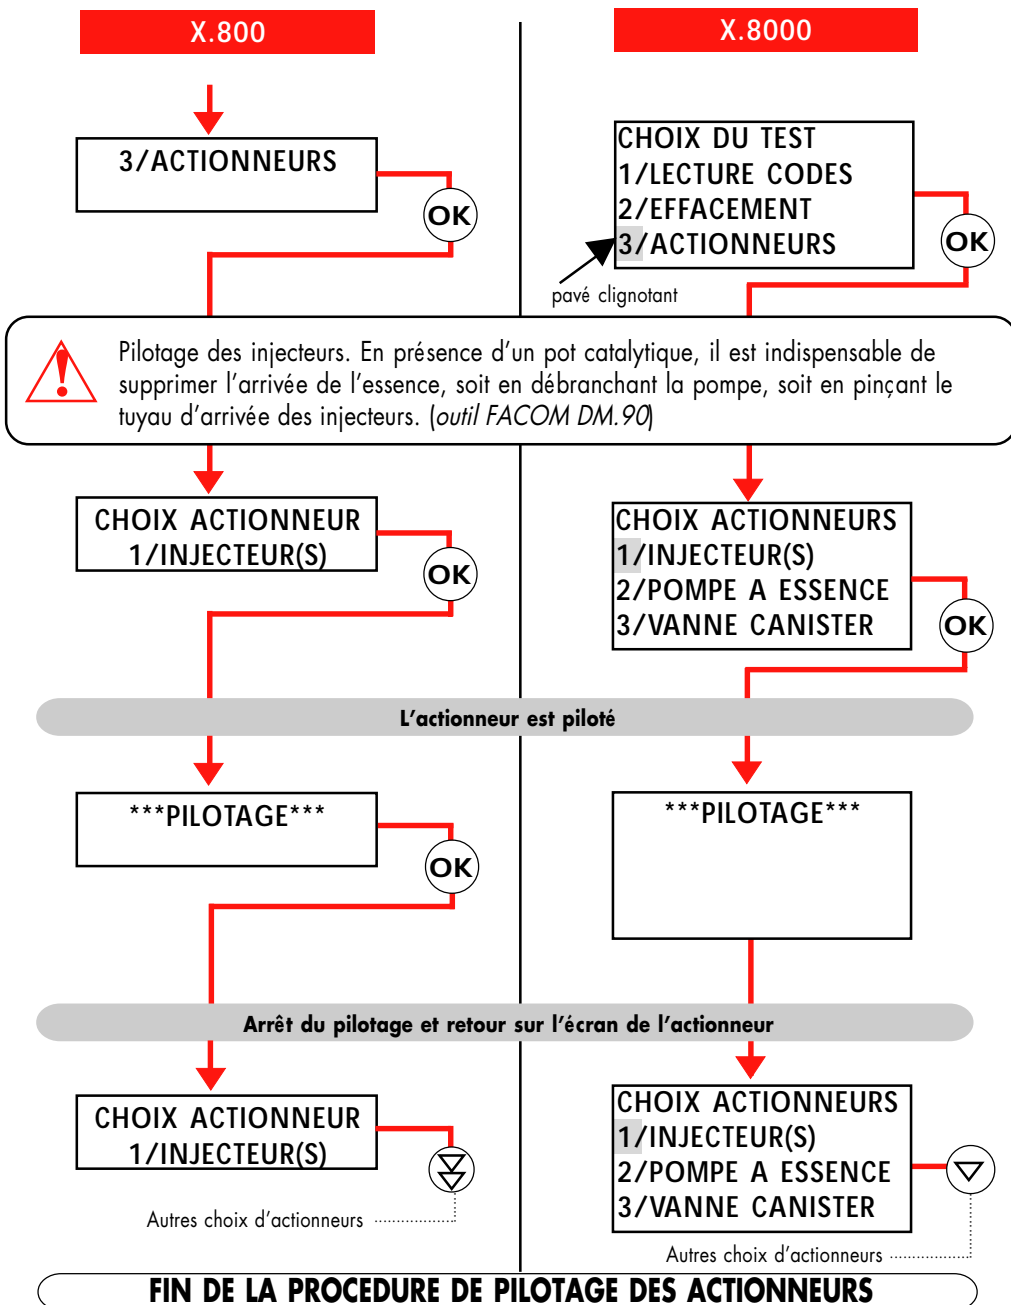 X.800
3/ACTIONNEURS
OK
X.8000
CHOIX DU TEST
1/LECTURE CODES
2/EFFACEMENT
3/ACTIONNEURS
OK
pavé clignotant
Pilotage des injecteurs. En présence d'un pot catalytique, il est indispensable de
supprimer l'arrivée de l'essence, soit en débranchant la pompe, soit en pinçant le
tuyau d'arrivée des injecteurs. (outil FACOM DM.90)
CHOIX ACTIONNEUR
1/INJECTEUR(S)
OK
CHOIX ACTIONNEURS
1/INJECTEUR(S)
2/POMPE A ESSENCE
3/VANNE CANISTER
OK
L'actionneur est piloté
***PILOTAGE***
OK
***PILOTAGE***
Arrêt du pilotage et retour sur l'écran de l'actionneur
CHOIX ACTIONNEUR
1/INJECTEUR(S)
Autres choix d'actionneurs
CHOIX ACTIONNEURS
1/INJECTEUR(S)
2/POMPE A ESSENCE
3/VANNE CANISTER
Autres choix d'actionneurs
FIN DE LA PROCEDURE DE PILOTAGE DES ACTIONNEURS